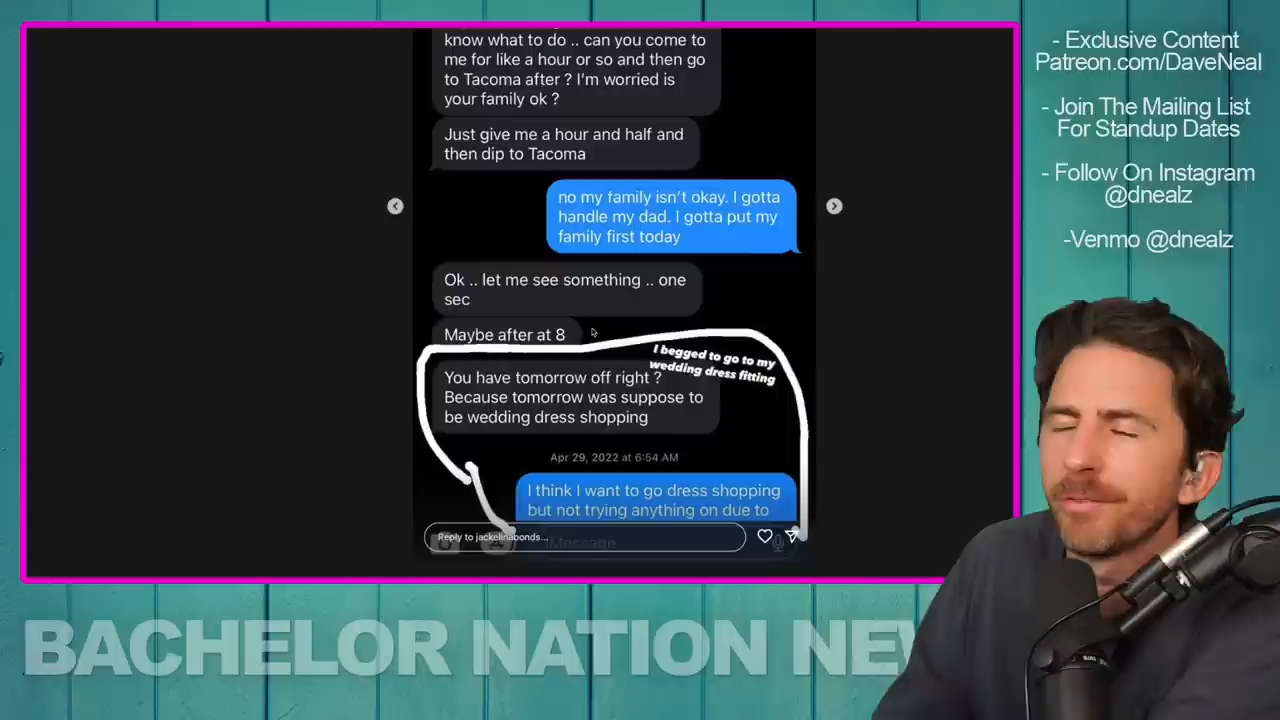 know what to do .. can you come to
me for like a hour or so and then go
to Tacoma after ? I'm worried is
your family ok ?
Just give me a hour and half and
then dip to Tacoma
no my family isn't okay. I gotta
handle my dad. I gotta put my
family first today
Ok .. let me see something .. one
sec
Maybe after at 8
I begged to go to my
wedding dress fitting
You have tomorrow off right ?
Because tomorrow was suppose to
be wedding dress shopping
Apr 29, 2022 at 6:54 AM
I think I want to go dress shopping
but not trying anything on due to
Reply to jackelinabonds...
iMessage
- Exclusive Content
Patreon.com/DaveNeal
- Join The Mailing List
For Standup Dates
- Follow On Instagram
@dnealz
-Venmo @dnealz
BACHELOR NATION NEW